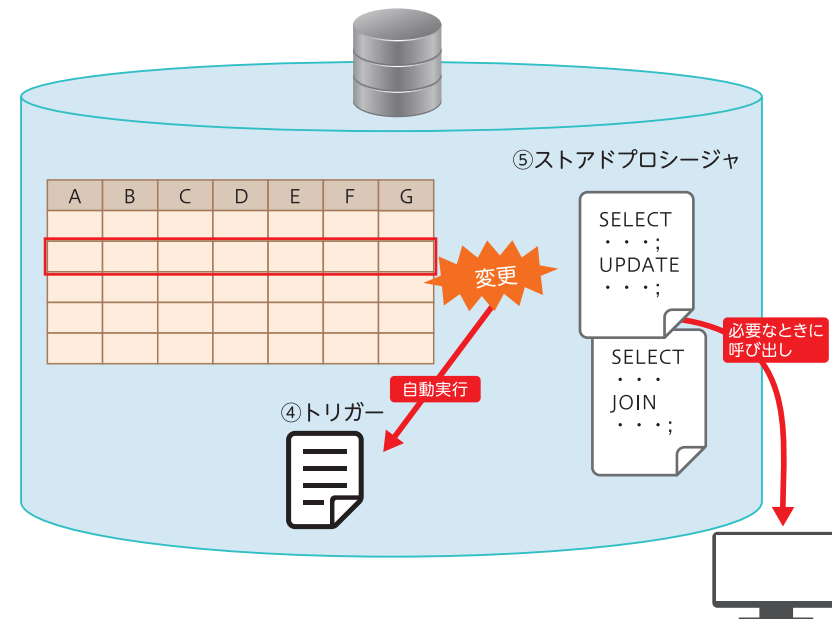 ⑤ストアドプロシージャ
A B C D E F G
SELECT
・・・;
UPDATE
・・・;
変更
必要なときに
呼び出し
SELECT
・・・
JOIN
・・・;
自動実行
④トリガー